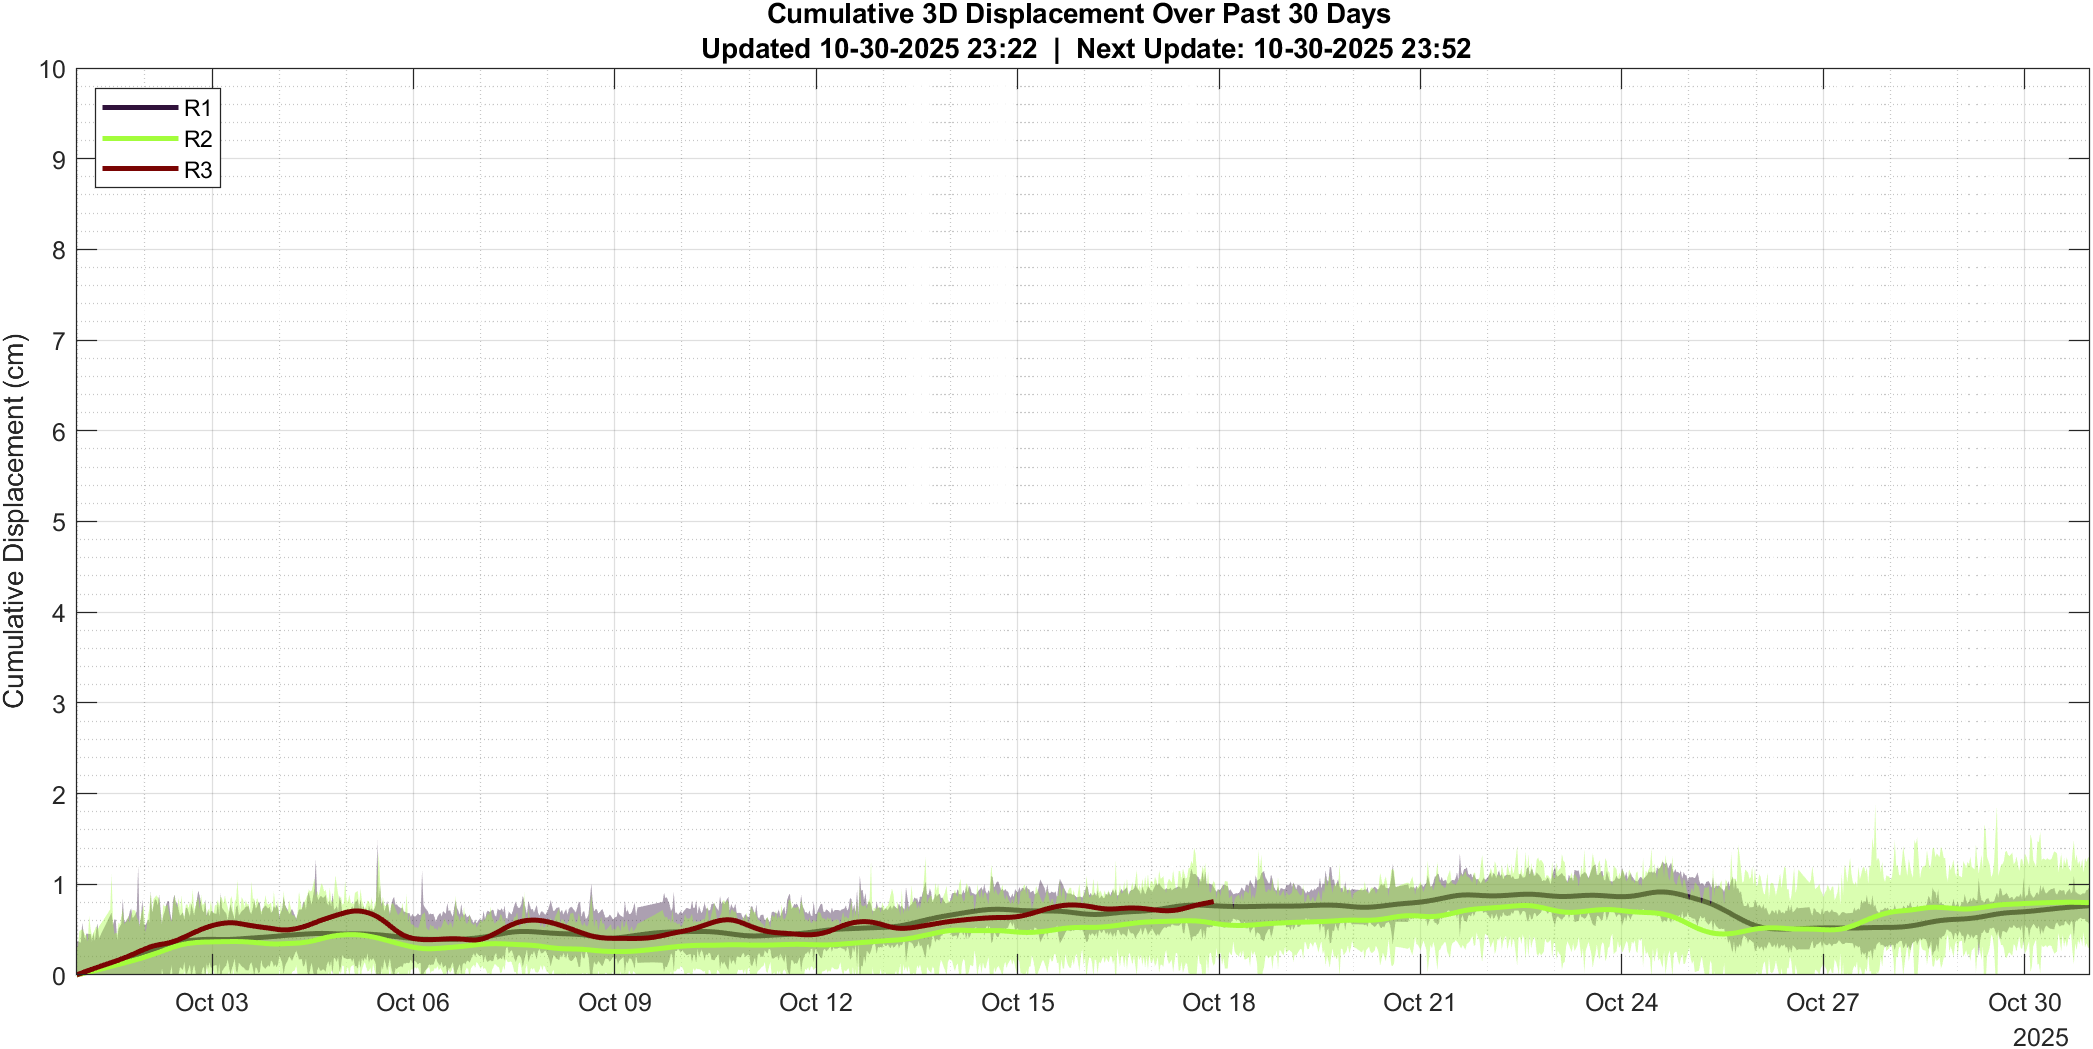 Cumulative 3D Displacement Over Past 30 Days
Updated 10-30-2025 23:22 | Next Update: 10-30-2025 23:52
Cumulative Displacement (cm)
10
9
8
7
6
5
4
3
2
1
0
R1
R2
R3
Oct 03 Oct 06 Oct 09 Oct 12 Oct 15 Oct 18 Oct 21 Oct 24 Oct 27 Oct 30
2025